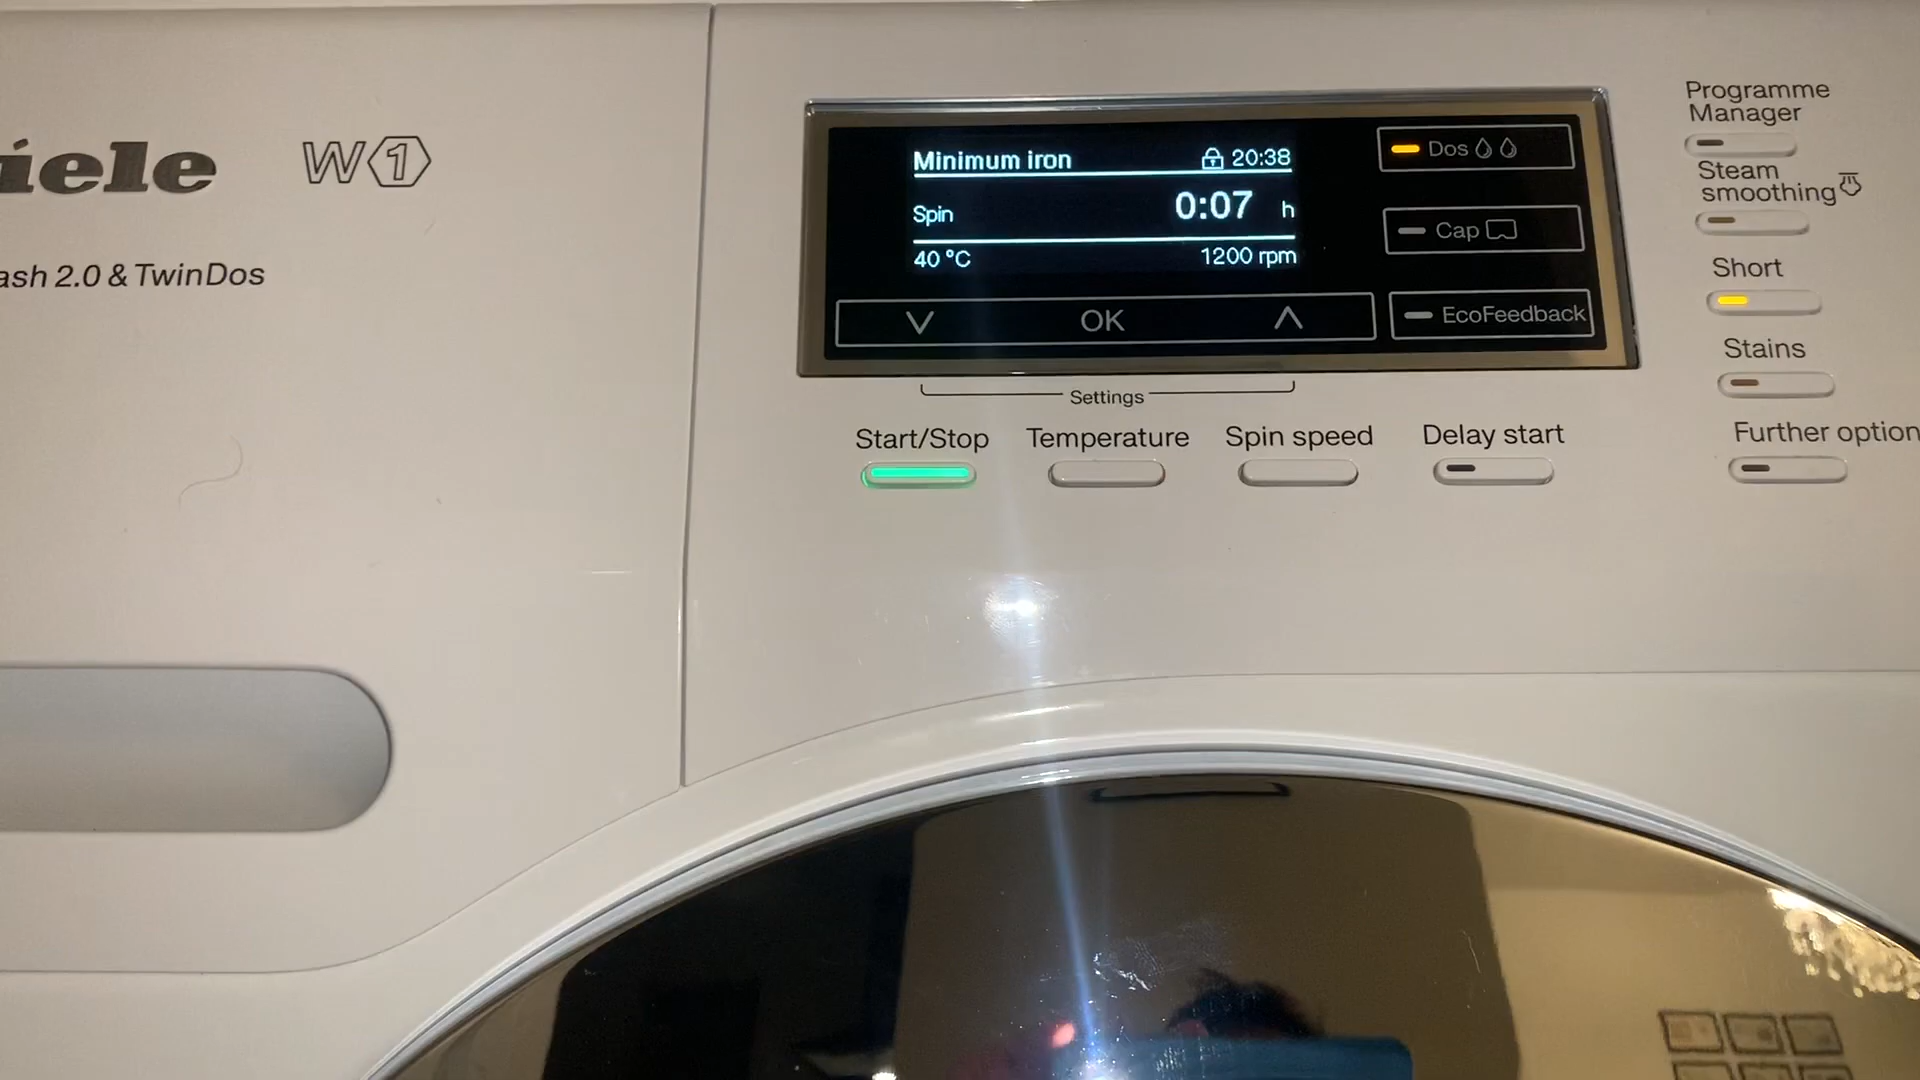 iele W1
ash 2.0 & TwinDos
Minimum iron 20:38
Spin 0:07 h
40 °C 1200 rpm
OK
Dos
Cap
EcoFeedback
Settings
Start/Stop Temperature Spin speed Delay start
Programme
Manager
Steam
smoothing
Short
Stains
Further option